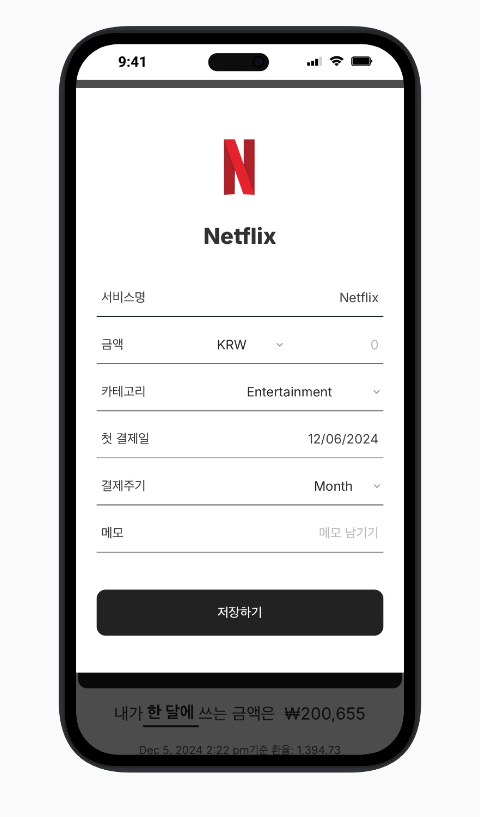 9:41
Netflix
서비스명 Netflix
금액 KRW 0
카테고리 Entertainment
첫 결제일 12/06/2024
결제주기 Month
메모 메모 남기기
저장하기
내가 한 달에 쓰는 금액은 ₩200,655
Dec 5, 2024 2:22 pm기준 환율: 1,394.73